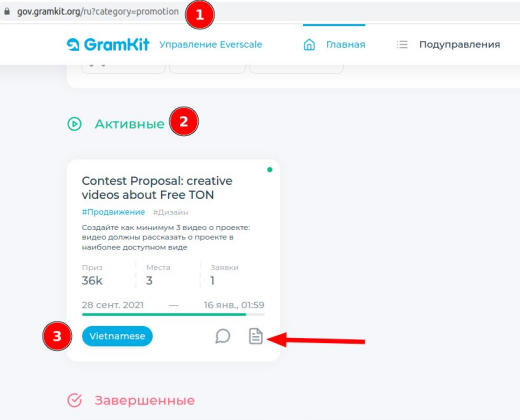 gov.gramkit.org/ru?category=promotion
1
GramKit Управление Everscale Главная Подуправления
Активные 2
Contest Proposal: creative
videos about Free TON
#Продвижение #Дизайн
Создайте как минимум 3 видео о проекте:
видео должны рассказать о проекте в
наиболее доступном виде
Приз Места Заявки
36k 3 1
28 сент. 2021 — 16 янв., 01:59
3 Vietnamese
Завершенные